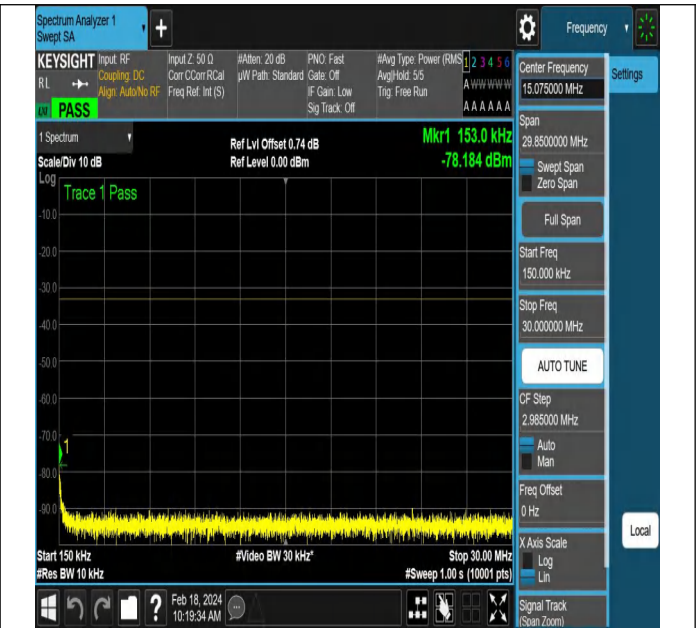 Spectrum Analyzer 1
Swept SA
+
Frequency
KEYSIGHT
RL
PASS
Input: RF
Coupling: DC
Align: Auto/No RF
Input Z: 50 Ω
Corr CCorr RCal
Freq Ref: Int (S)
#Atten: 20 dB
µW Path: Standard
PNO: Fast
Gate: Off
IF Gain: Low
Sig Track: Off
#Avg Type: Power (RMS
Avg|Hold: 5/5
Trig: Free Run
1 2 3 4 5 6
A W W W W W
A A A A A A
1 Spectrum
Scale/Div 10 dB
Ref Lvl Offset 0.74 dB
Ref Level 0.00 dBm
Mkr1 153.0 kHz
-78.184 dBm
Log
Trace 1 Pass
-10.0
-20.0
-30.0
-40.0
-50.0
-60.0
-70.0
1
-80.0
-90.0
Start 150 kHz
#Res BW 10 kHz
#Video BW 30 kHz*
Stop 30.00 MHz
#Sweep 1.00 s (10001 pts)
?
Feb 18, 2024
10:19:34 AM
Center Frequency
15.075000 MHz
Settings
Span
29.8500000 MHz
Swept Span
Zero Span
Full Span
Start Freq
150.000 kHz
Stop Freq
30.000000 MHz
AUTO TUNE
CF Step
2.985000 MHz
Auto
Man
Freq Offset
0 Hz
X Axis Scale
Log
Lin
Local
Signal Track
(Span Zoom)